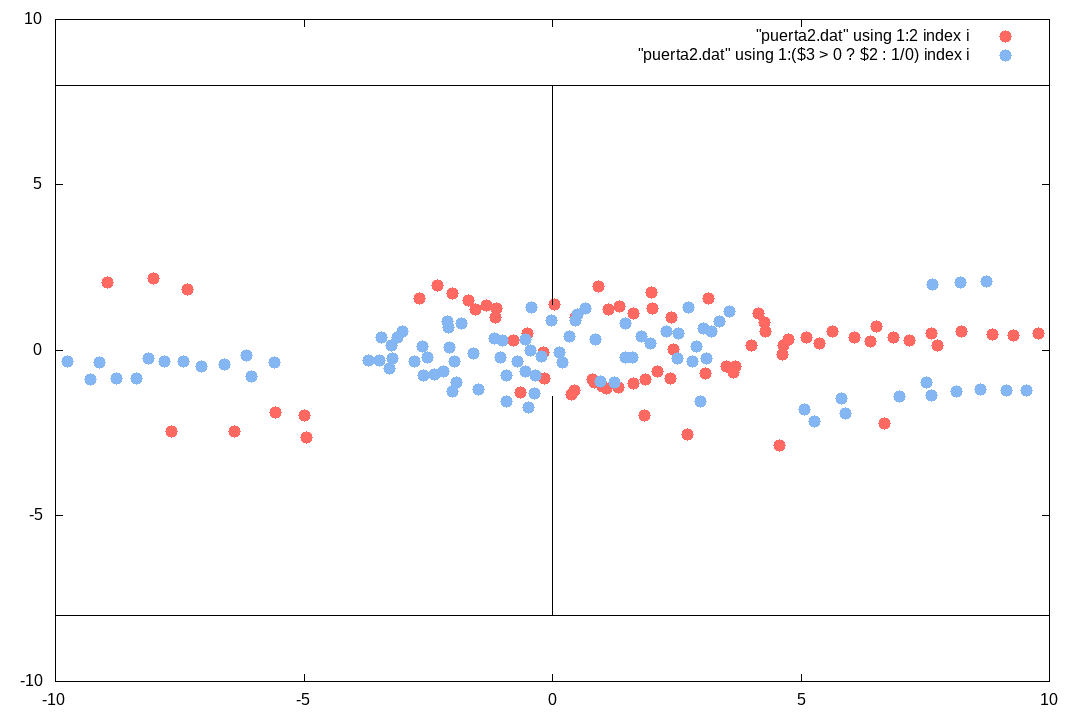 10
"puerta2.dat" using 1:2 index i
"puerta2.dat" using 1:($3 > 0 ? $2 : 1/0) index i
5
0
-5
-10
-10 -5 0 5 10